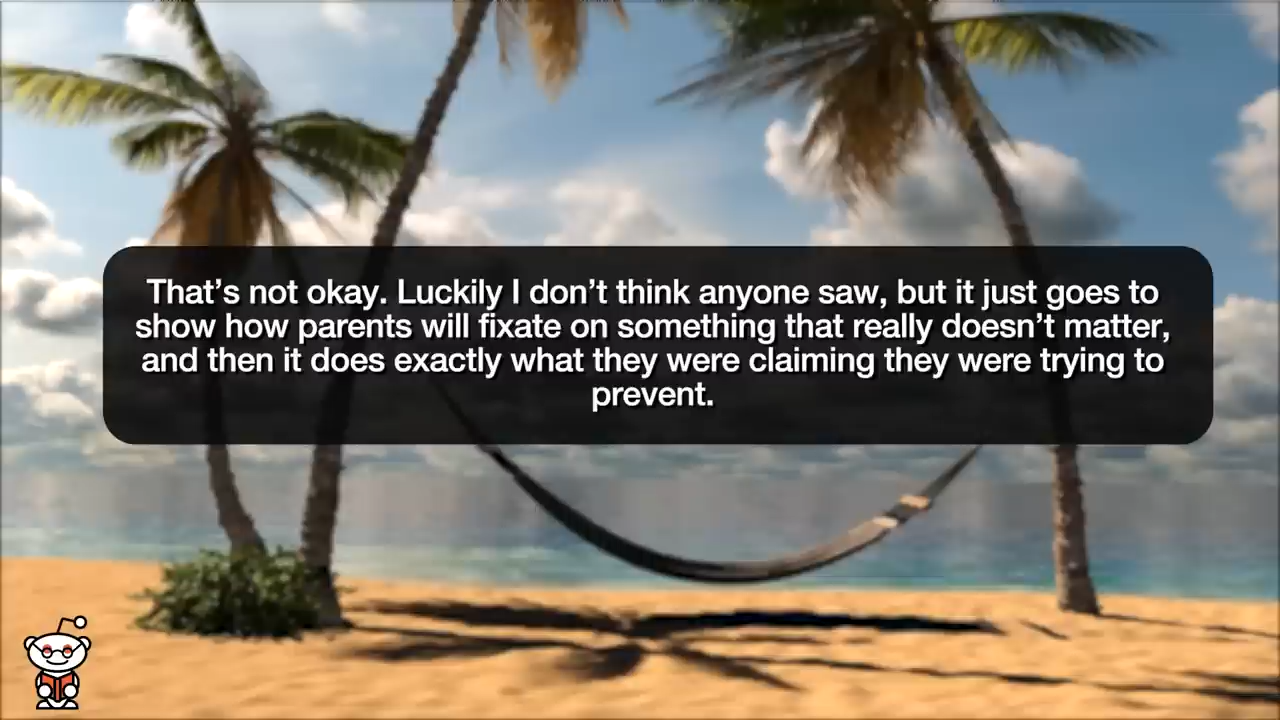 That’s not okay. Luckily I don’t think anyone saw, but it just goes to
show how parents will fixate on something that really doesn’t matter,
and then it does exactly what they were claiming they were trying to
prevent.